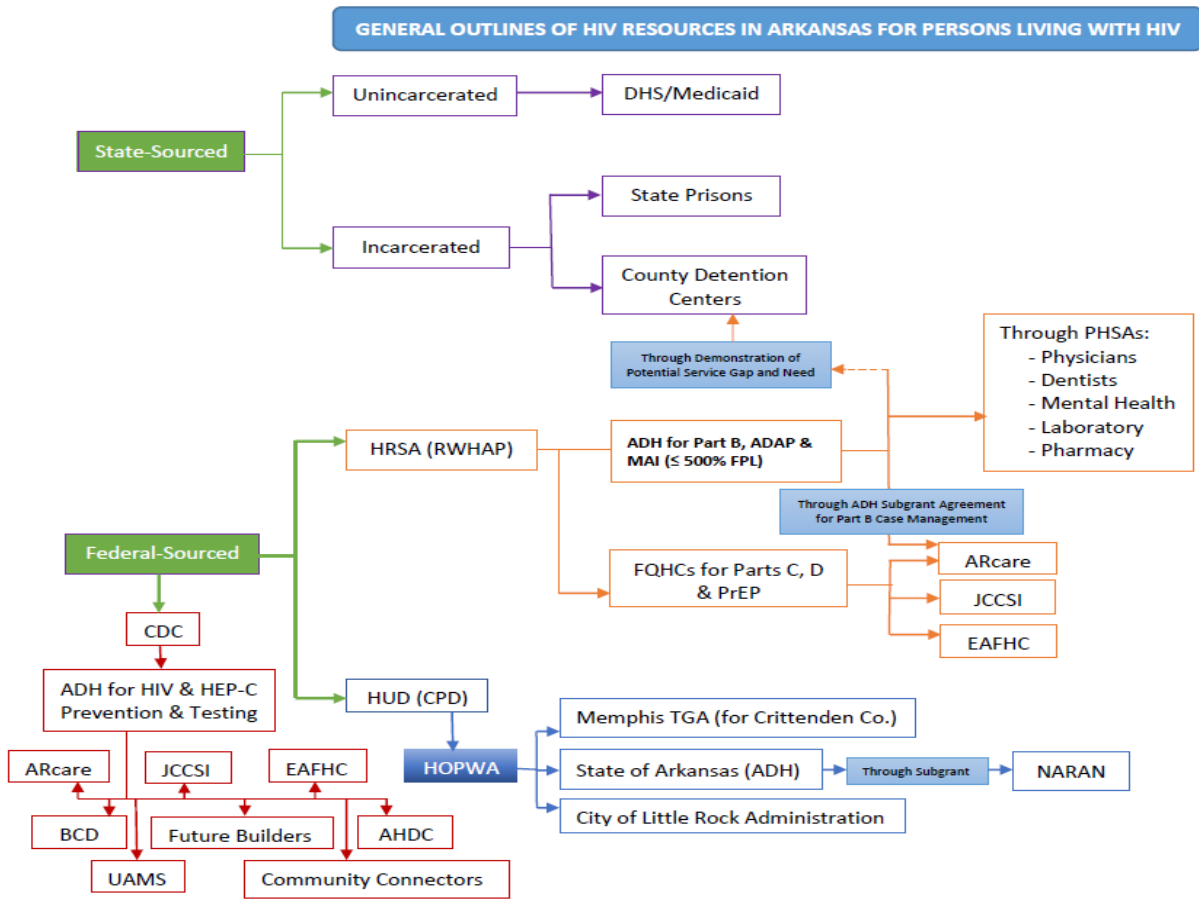 GENERAL OUTLINES OF HIV RESOURCES IN ARKANSAS FOR PERSONS LIVING WITH HIV
Unincarcerated
DHS/Medicaid
State-Sourced
State Prisons
Incarcerated
County Detention
Centers
Through Demonstration of
Potential Service Gap and Need
Through PHSAs:
- Physicians
- Dentists
- Mental Health
- Laboratory
- Pharmacy
HRSA (RWHAP)
ADH for Part B, ADAP &
MAI (≤ 500% FPL)
Through ADH Subgrant Agreement
for Part B Case Management
Federal-Sourced
FQHCs for Parts C, D
& PrEP
ARcare
JCCSI
EAFHC
CDC
ADH for HIV & HEP-C
Prevention & Testing
HUD (CPD)
HOPWA
Memphis TGA (for Crittenden Co.)
State of Arkansas (ADH)
Through Subgrant
NARAN
City of Little Rock Administration
ARcare
JCCSI
EAFHC
BCD
Future Builders
AHDC
UAMS
Community Connectors